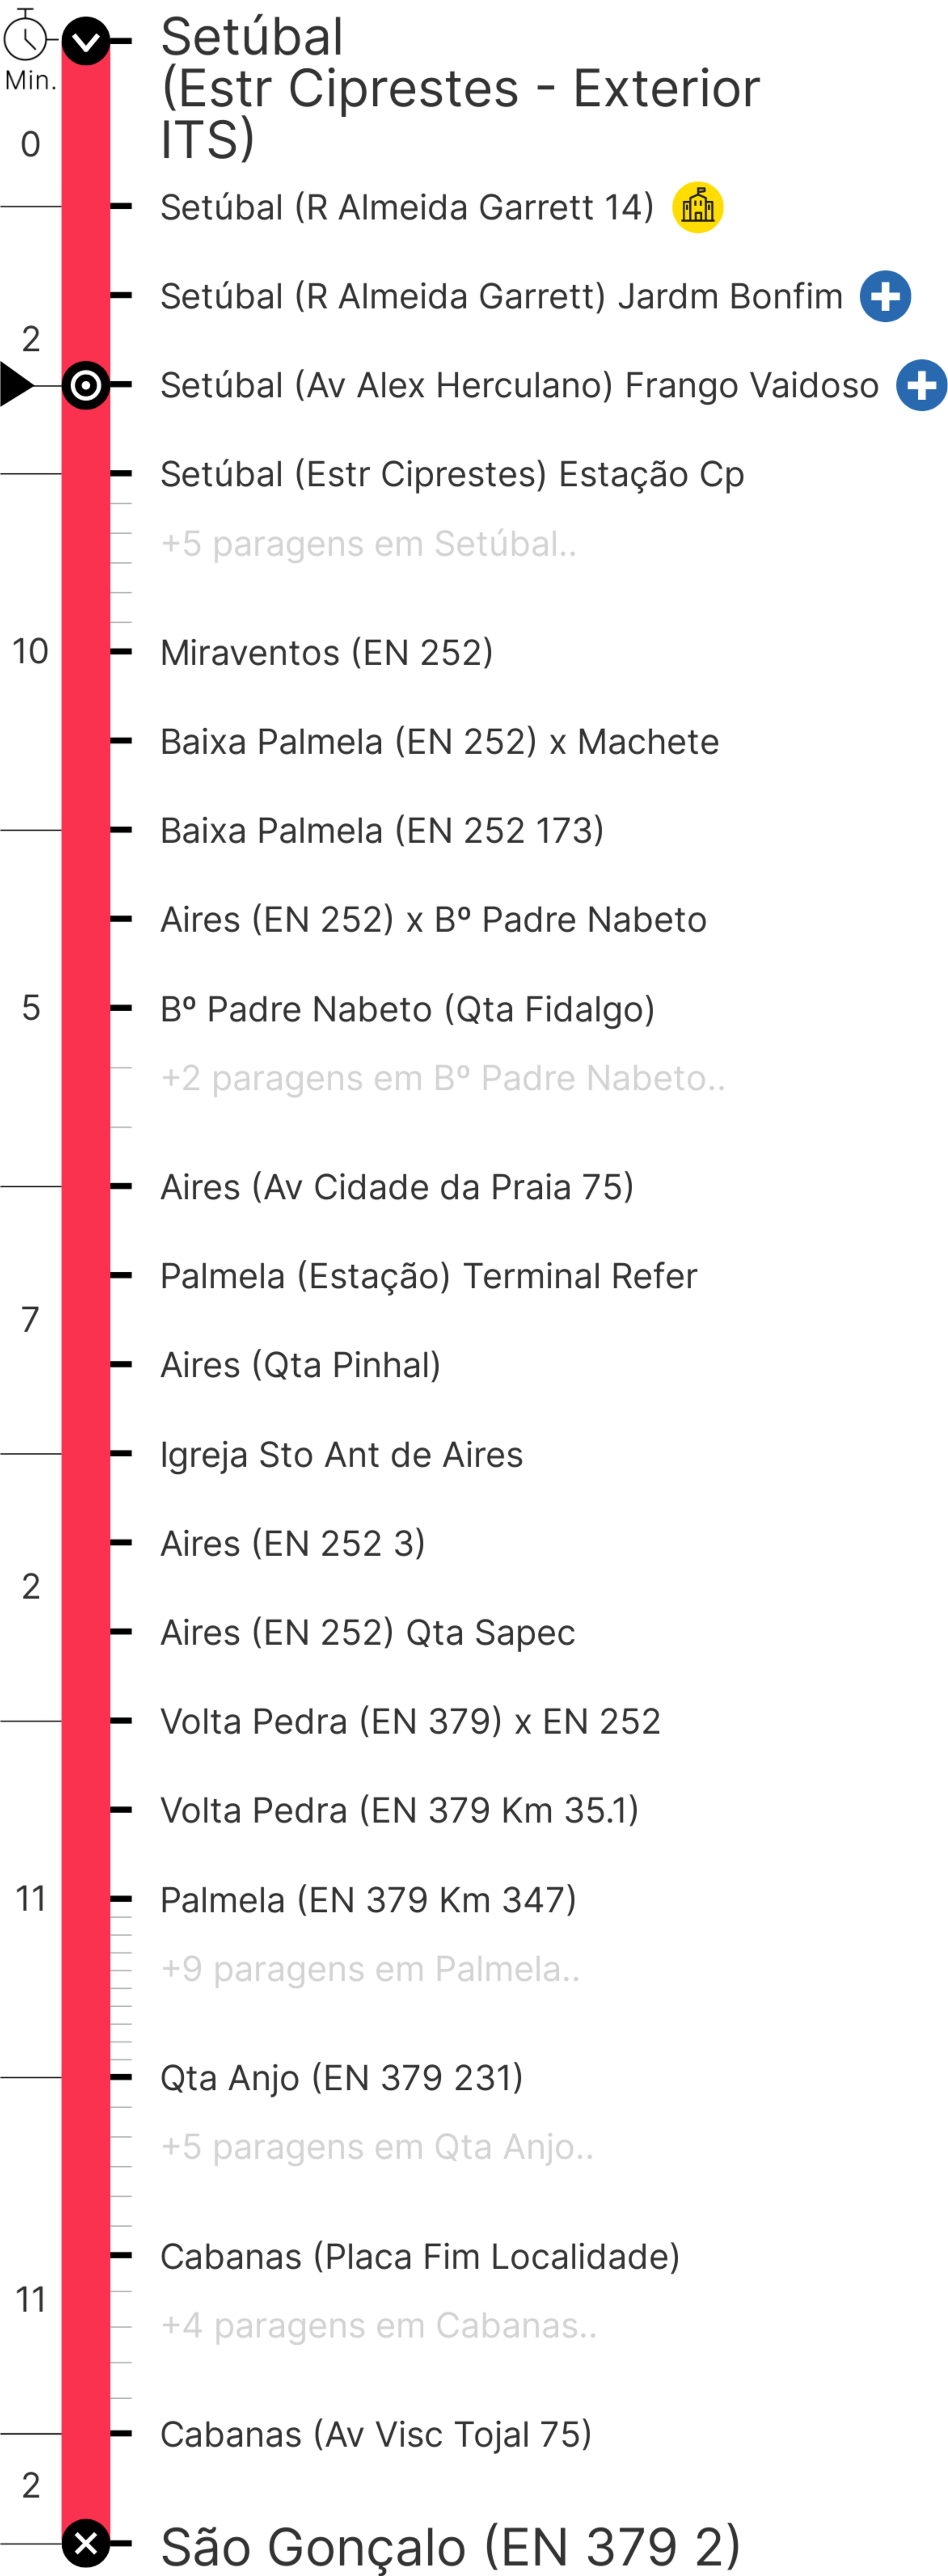 Setúbal
(Estr Ciprestes - Exterior
ITS)
Min.
0
Setúbal (R Almeida Garrett 14)
Setúbal (R Almeida Garrett) Jardm Bonfim
2
Setúbal (Av Alex Herculano) Frango Vaidoso
Setúbal (Estr Ciprestes) Estação Cp
+5 paragens em Setúbal..
10
Miraventos (EN 252)
Baixa Palmela (EN 252) x Machete
Baixa Palmela (EN 252 173)
Aires (EN 252) x Bº Padre Nabeto
5
Bº Padre Nabeto (Qta Fidalgo)
+2 paragens em Bº Padre Nabeto..
Aires (Av Cidade da Praia 75)
Palmela (Estação) Terminal Refer
7
Aires (Qta Pinhal)
Igreja Sto Ant de Aires
Aires (EN 252 3)
2
Aires (EN 252) Qta Sapec
Volta Pedra (EN 379) x EN 252
Volta Pedra (EN 379 Km 35.1)
11
Palmela (EN 379 Km 347)
+9 paragens em Palmela..
Qta Anjo (EN 379 231)
+5 paragens em Qta Anjo..
Cabanas (Placa Fim Localidade)
11
+4 paragens em Cabanas..
Cabanas (Av Visc Tojal 75)
2
São Gonçalo (EN 379 2)